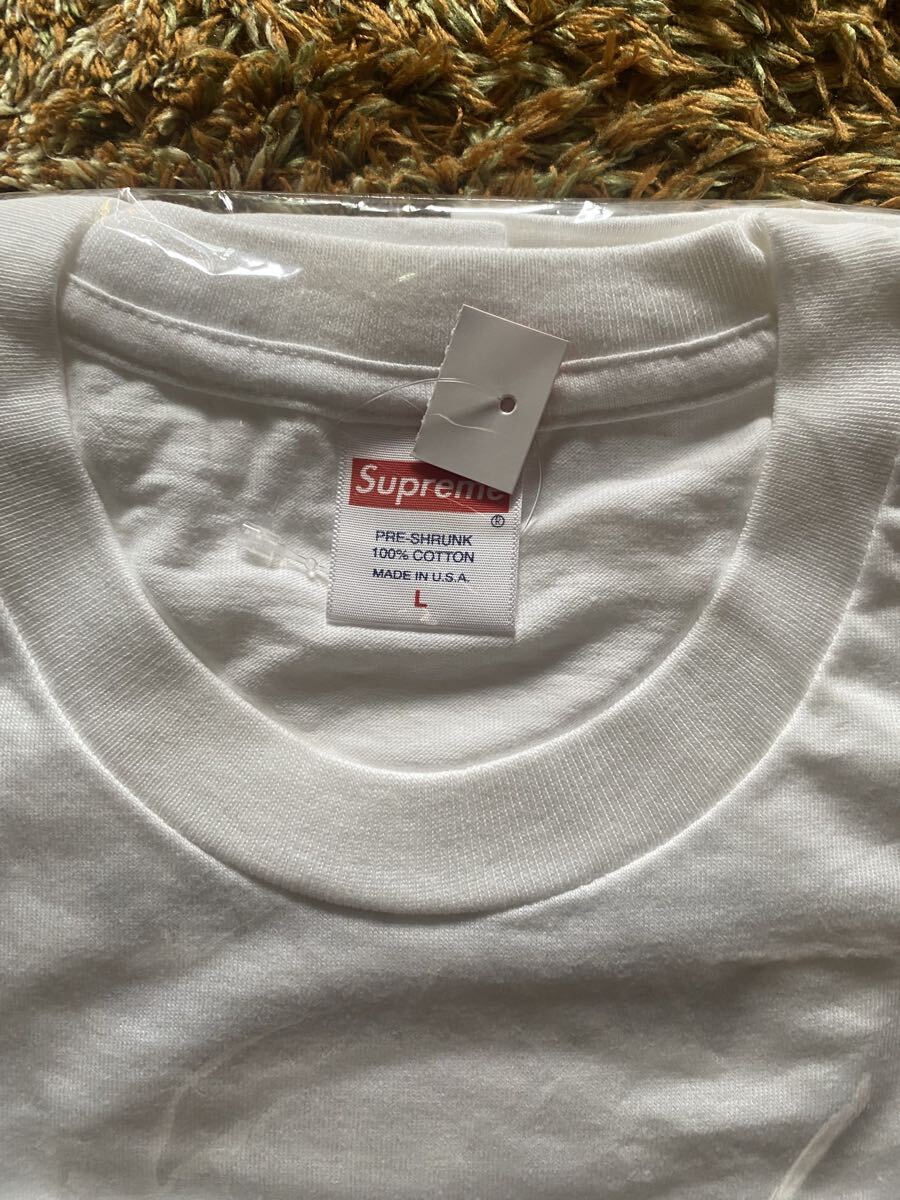 Supreme
®
PRE-SHRUNK
100% COTTON
MADE IN U.S.A.
L